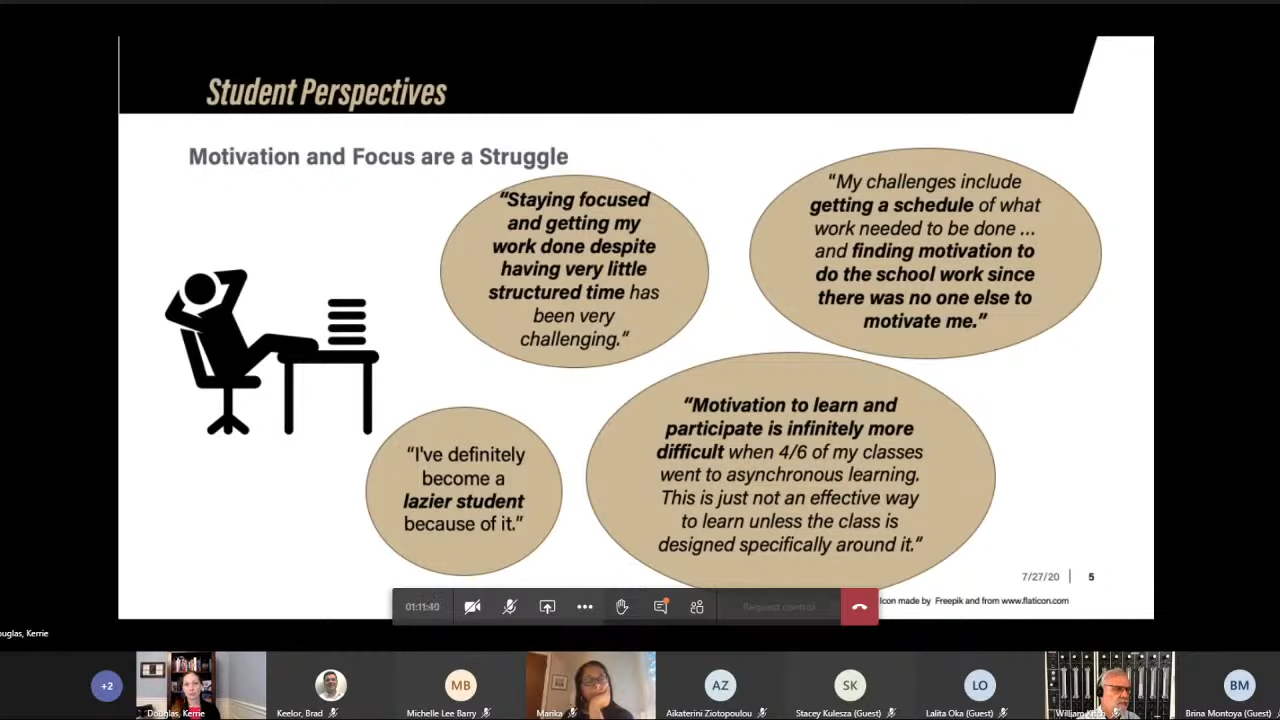 Student Perspectives
Motivation and Focus are a Struggle
“Staying focused
and getting my
work done despite
having very little
structured time has
been very
challenging.“
“My challenges include
getting a schedule of what
work needed to be done ...
and finding motivation to
do the school work since
there was no one else to
motivate me.”
“I've definitely
become a
lazier student
because of it.”
“Motivation to learn and
participate is infinitely more
difficult when 4/6 of my classes
went to asynchronous learning.
This is just not an effective way
to learn unless the class is
designed specifically around it.”
7/27/20 | 5
Icon made by Freepik and from www.flaticon.com
01:11:49
Request control
ouglas, Kerrie
+2
Douglas, Kerrie
Keelor, Brad
MB
Michelle Lee Barry
Marika
AZ
Aikaterini Ziotopoulou
SK
Stacey Kulesza (Guest)
LO
Lalita Oka (Guest)
William
BM
Brina Montoya (Guest)